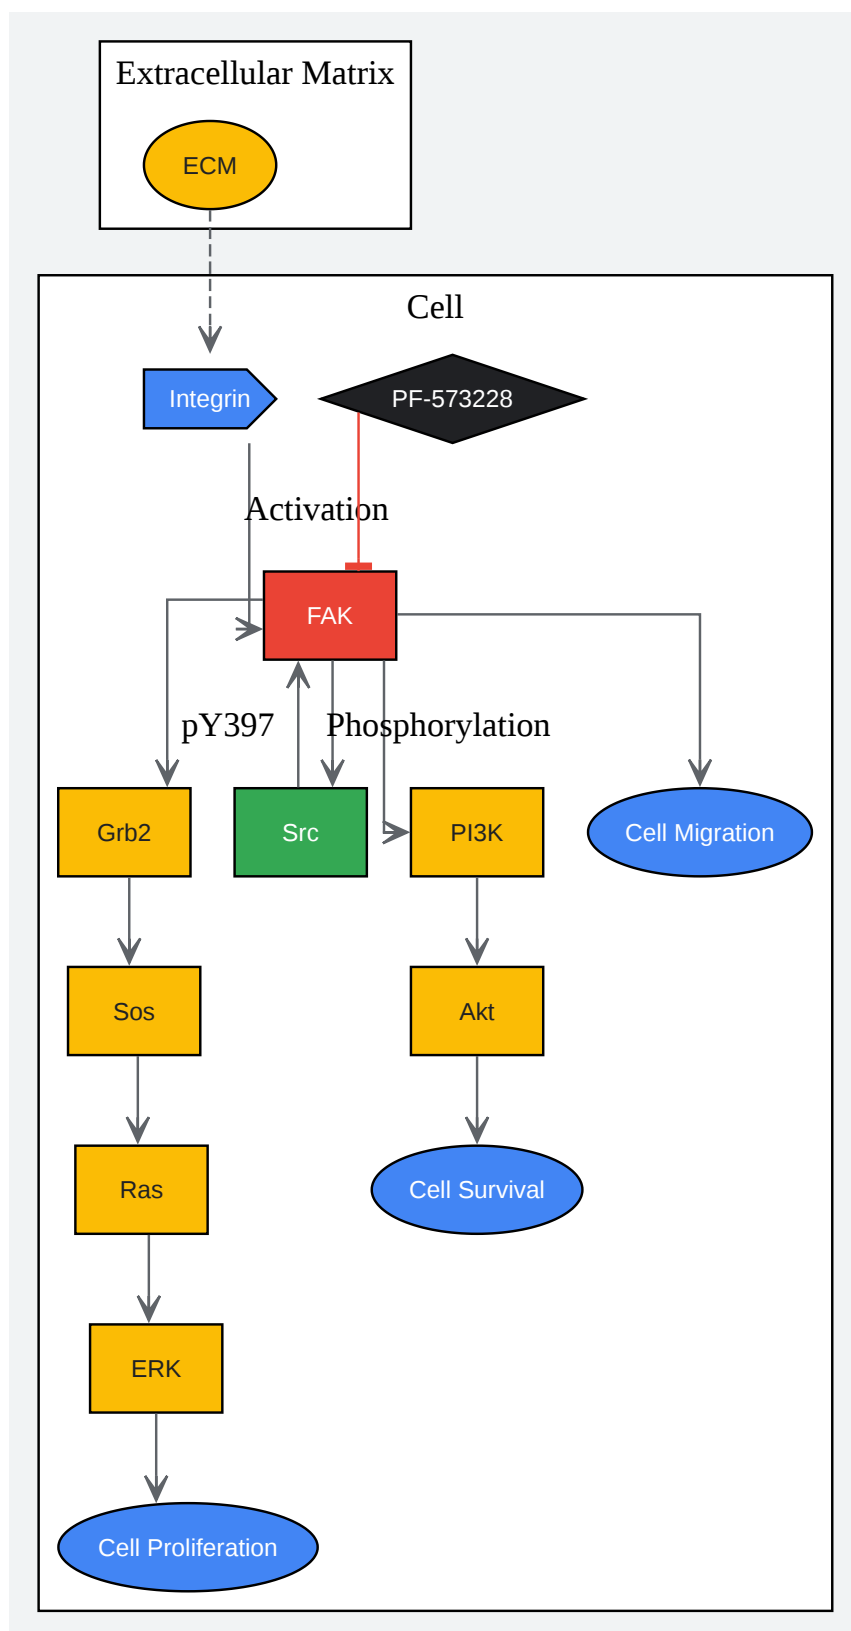 Extracellular Matrix
ECM
Cell
Integrin
PF-573228
Activation
FAK
pY397
Phosphorylation
Grb2
Src
PI3K
Cell Migration
Sos
Akt
Ras
Cell Survival
ERK
Cell Proliferation